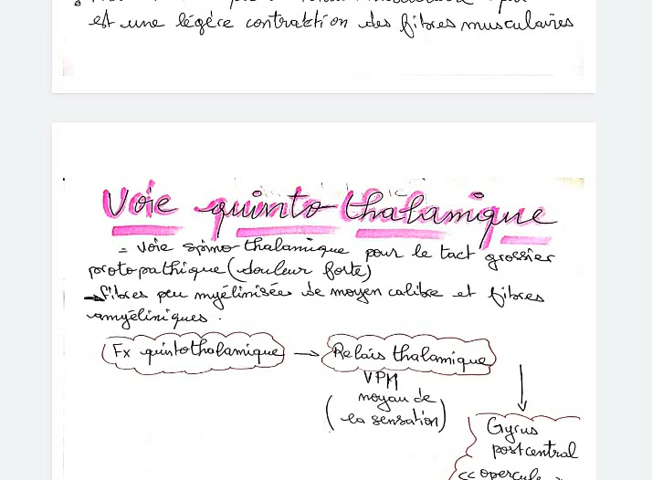 est une légère contraktion des fibres musculaires
Voie quinto-thalamique
= voie spino-thalamique pour le tact grossier
protopathique (douleur forte)
→ fibres peu myélinisées de moyen calibre et fibres
amyéliniques.
Fx quintothalamique → Relais thalamique
VPM
(noyau de
la sensation)
Gyrus
postcentral
<< opercule